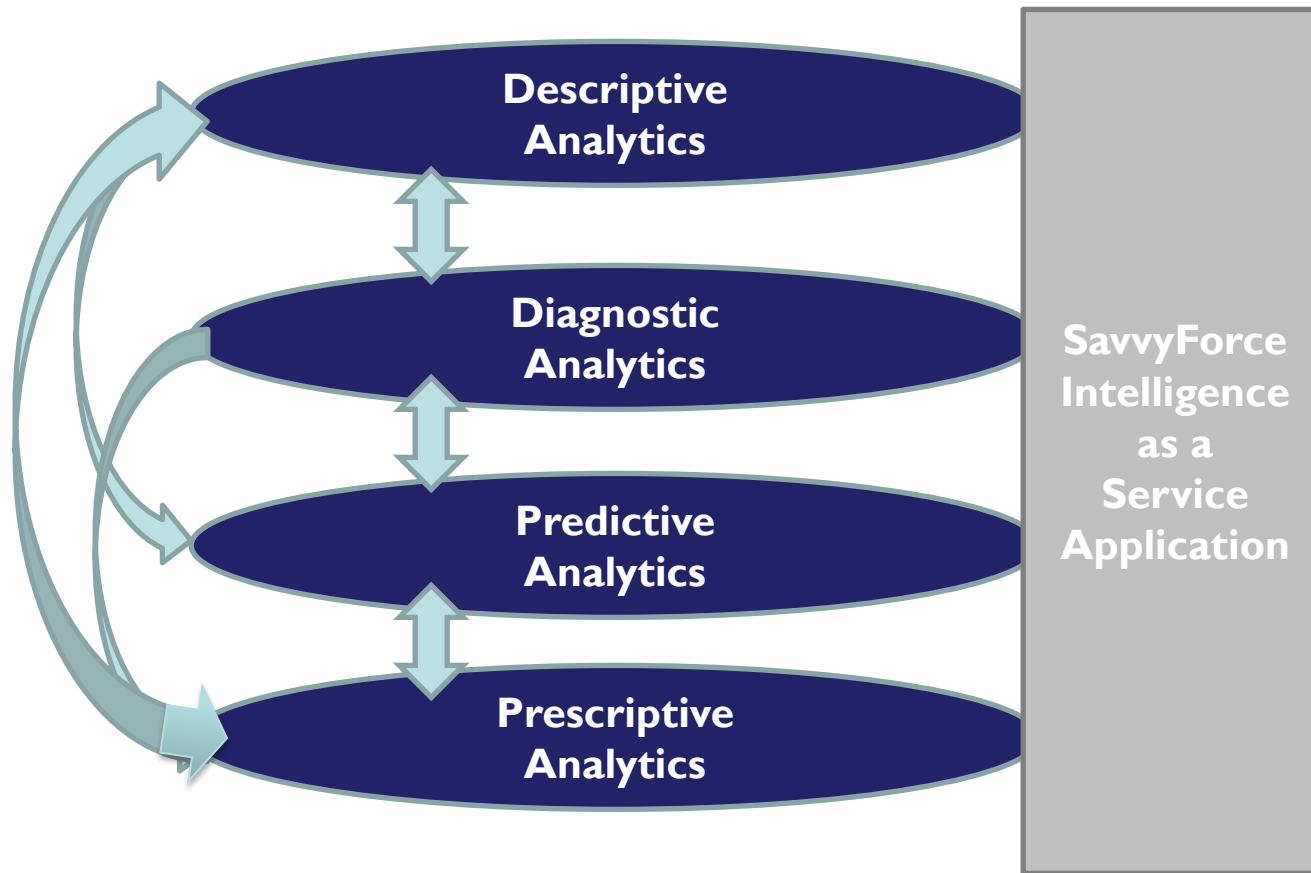 Descriptive
Analytics
Diagnostic
Analytics
Predictive
Analytics
Prescriptive
Analytics
SavvyForce
Intelligence
as a
Service
Application